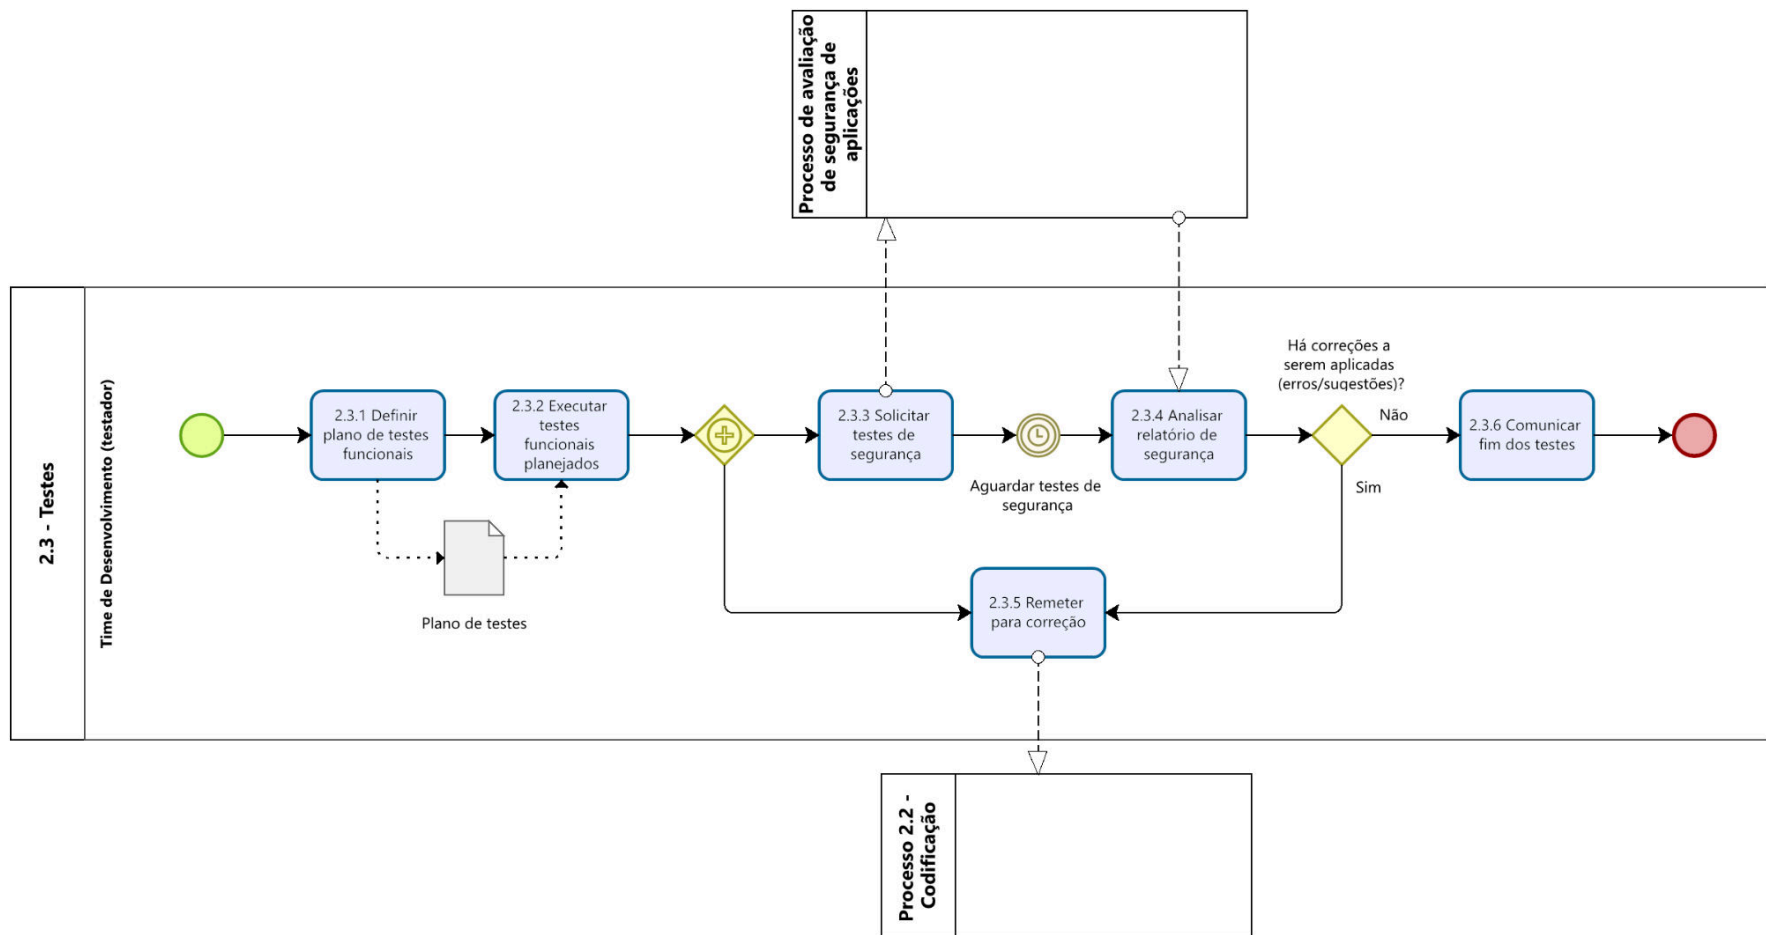 Processo de avaliação
de segurança de
aplicações
2.3 - Testes
Time de Desenvolvimento (testador)
2.3.1 Definir
plano de testes
funcionais
2.3.2 Executar
testes
funcionais
planejados
Plano de testes
2.3.3 Solicitar
testes de
segurança
Aguardar testes de
segurança
2.3.4 Analisar
relatório de
segurança
Há correções a
serem aplicadas
(erros/sugestões)?
Não
Sim
2.3.5 Remeter
para correção
2.3.6 Comunicar
fim dos testes
Processo 2.2 -
Codificação